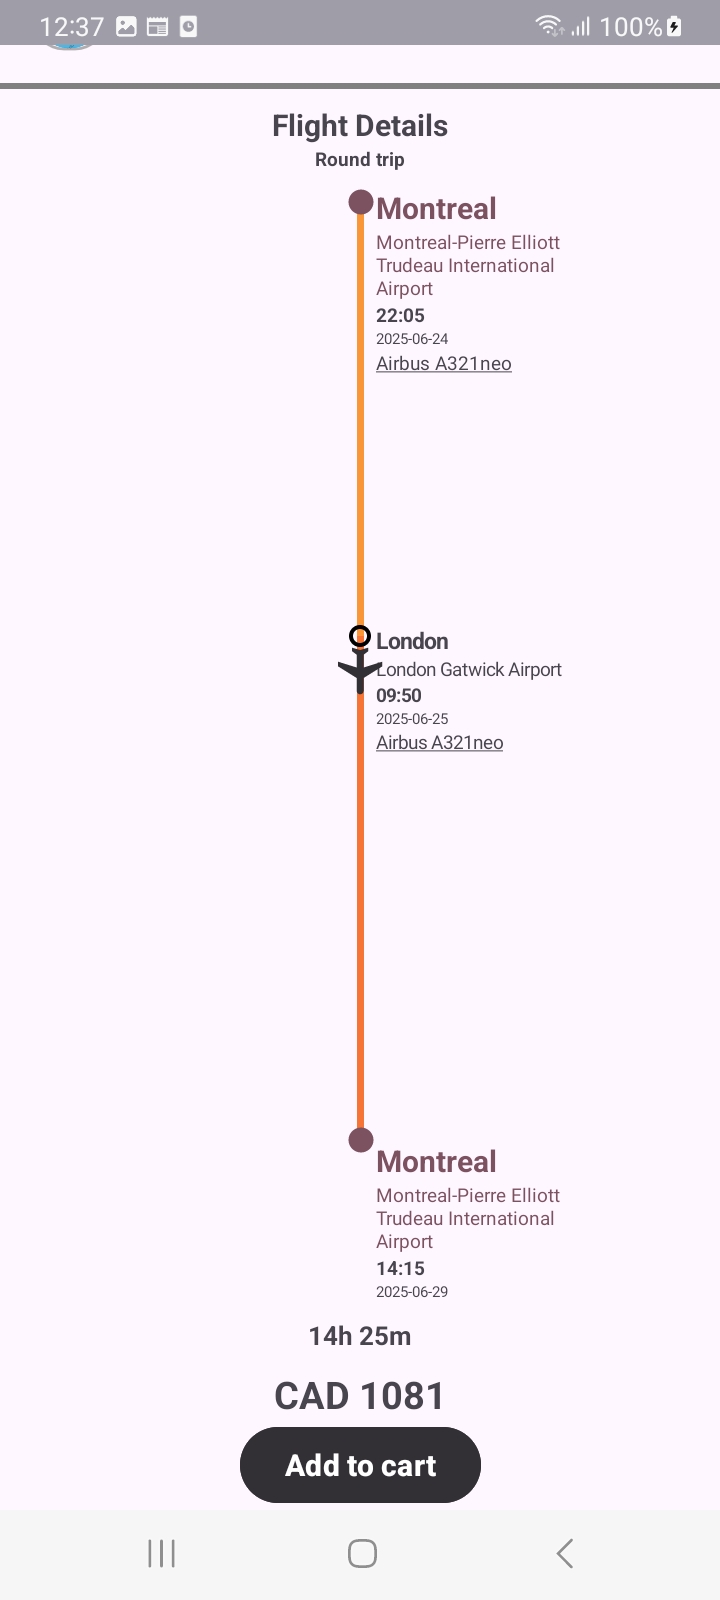 12:37
100%
Flight Details
Round trip
Montreal
Montreal-Pierre Elliott
Trudeau International
Airport
22:05
2025-06-24
Airbus A321neo
London
London Gatwick Airport
09:50
2025-06-25
Airbus A321neo
Montreal
Montreal-Pierre Elliott
Trudeau International
Airport
14:15
2025-06-29
14h 25m
CAD 1081
Add to cart